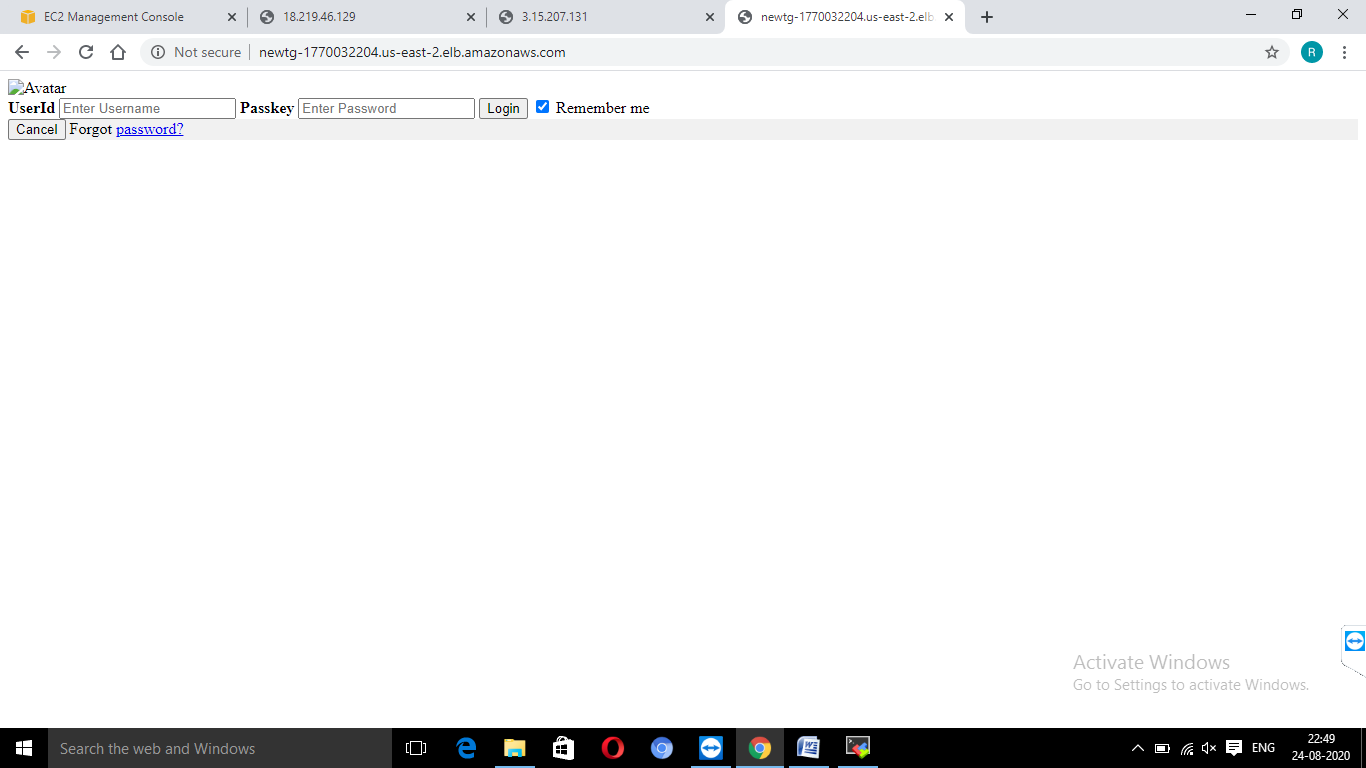 EC2 Management Console
18.219.46.129
3.15.207.131
newtg-1770032204.us-east-2.elb.
Not secure newtg-1770032204.us-east-2.elb.amazonaws.com
R
Avatar
UserId Enter Username Passkey Enter Password Login Remember me
Cancel Forgot password?
Activate Windows
Go to Settings to activate Windows.
Search the web and Windows
ENG
22:49
24-08-2020